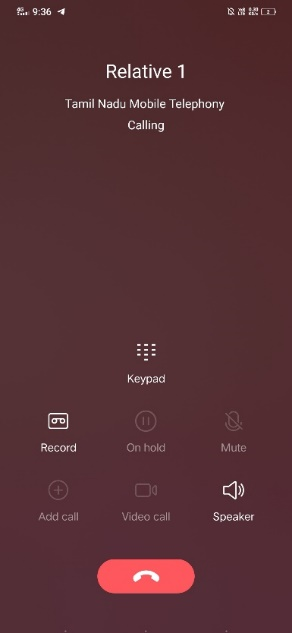 9:36
Relative 1
Tamil Nadu Mobile Telephony
Calling
Keypad
Record On hold Mute
Add call Video call Speaker